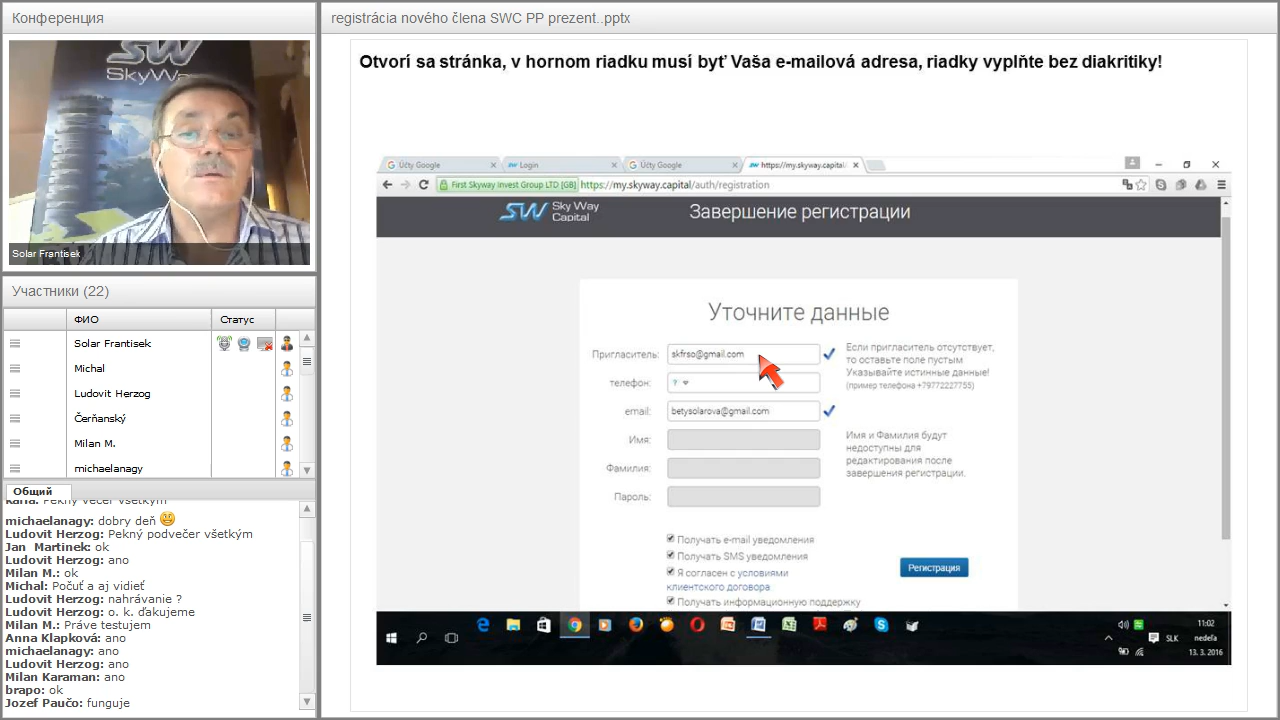 Конференция
SkyWay
Solar Frantisek
Участники (22)
ФИО
Статус
Solar Frantisek
Michal
Ludovit Herzog
Čerňanský
Milan M.
michaelanagy
Общий
karla: Pekný večer všetkým
michaelanagy: dobry deň
Ludovit Herzog: Pekný podvečer všetkým
Jan Martinek: ok
Ludovit Herzog: ano
Milan M.: ok
Michal: Počuť a aj vidieť
Ludovit Herzog: nahrávanie ?
Ludovit Herzog: o. k. ďakujeme
Milan M.: Práve testujem
Anna Klapková: ano
michaelanagy: ano
Ludovit Herzog: ano
Milan Karaman: ano
brapo: ok
Jozef Paučo: funguje
registrácia nového člena SWC PP prezent..pptx
Otvorí sa stránka, v hornom riadku musí byť Vaša e-mailová adresa, riadky vyplňte bez diakritiky!
Účty Google
Login
Účty Google
https://my.skyway.capital/
First Skyway Invest Group LTD [GB]
https://my.skyway.capital/auth/registration
SW Sky Way Capital
Завершение регистрации
Уточните данные
Пригласитель:
skfrso@gmail.com
Если пригласитель отсутствует,
то оставьте поле пустым
Указывайте истинные данные!
(пример телефона +79772227755)
телефон:
?
email:
betysolarova@gmail.com
Имя:
Имя и Фамилия будут
недоступны для
редактирования после
завершения регистрации.
Фамилия:
Пароль:
Получать e-mail уведомления
Получать SMS уведомления
Я согласен с условиями
клиентского договора
Получать информационную поддержку
Регистрация
SLK
11:02
nedeľa
13. 3. 2016